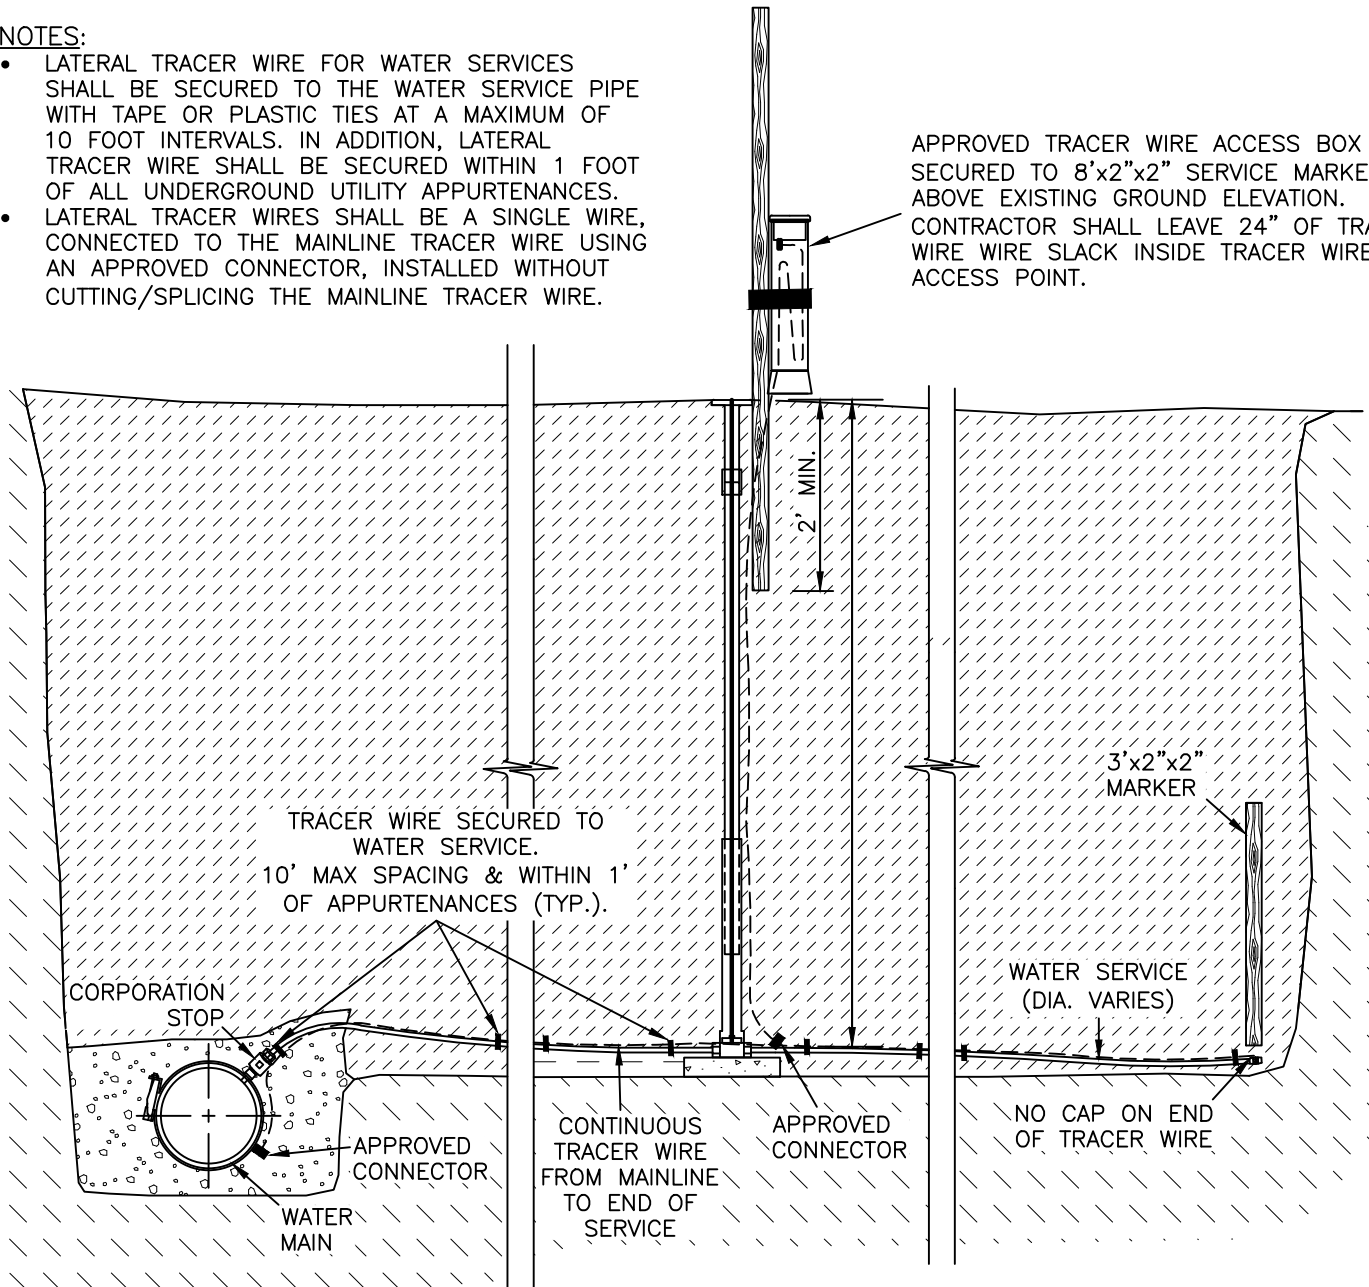 NOTES:
• LATERAL TRACER WIRE FOR WATER SERVICES
SHALL BE SECURED TO THE WATER SERVICE PIPE
WITH TAPE OR PLASTIC TIES AT A MAXIMUM OF
10 FOOT INTERVALS. IN ADDITION, LATERAL
TRACER WIRE SHALL BE SECURED WITHIN 1 FOOT
OF ALL UNDERGROUND UTILITY APPURTENANCES.
• LATERAL TRACER WIRES SHALL BE A SINGLE WIRE,
CONNECTED TO THE MAINLINE TRACER WIRE USING
AN APPROVED CONNECTOR, INSTALLED WITHOUT
CUTTING/SPLICING THE MAINLINE TRACER WIRE.
APPROVED TRACER WIRE ACCESS BOX
SECURED TO 8'x2"x2" SERVICE MARKE
ABOVE EXISTING GROUND ELEVATION.
CONTRACTOR SHALL LEAVE 24" OF TRA
WIRE WIRE SLACK INSIDE TRACER WIRE
ACCESS POINT.
2' MIN.
3'x2"x2"
MARKER
TRACER WIRE SECURED TO
WATER SERVICE.
10' MAX SPACING & WITHIN 1'
OF APPURTENANCES (TYP.).
CORPORATION
STOP
WATER SERVICE
(DIA. VARIES)
APPROVED
CONNECTOR
WATER
MAIN
CONTINUOUS
TRACER WIRE
FROM MAINLINE
TO END OF
SERVICE
APPROVED
CONNECTOR
NO CAP ON END
OF TRACER WIRE